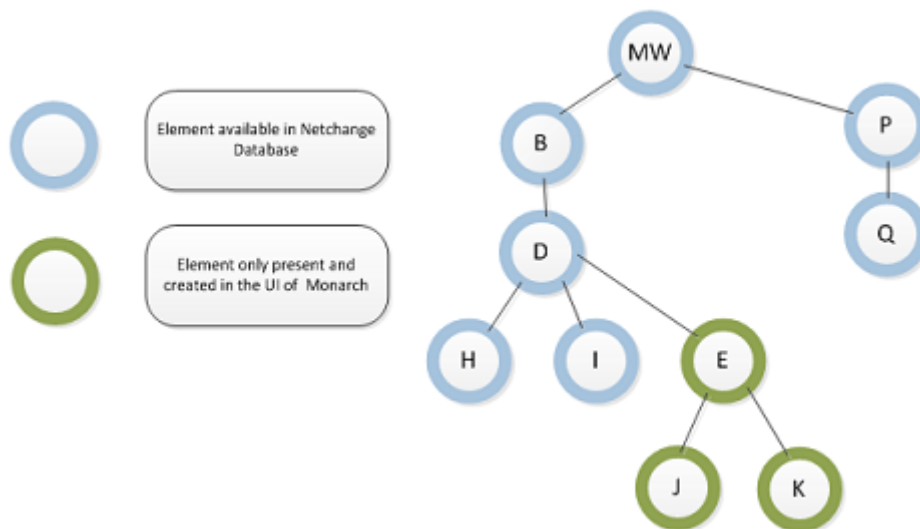 MW
P
Element available in Netchange
Database
B
Q
Element only present and
created in the UI of  Monarch
D
H
I
E
J
K